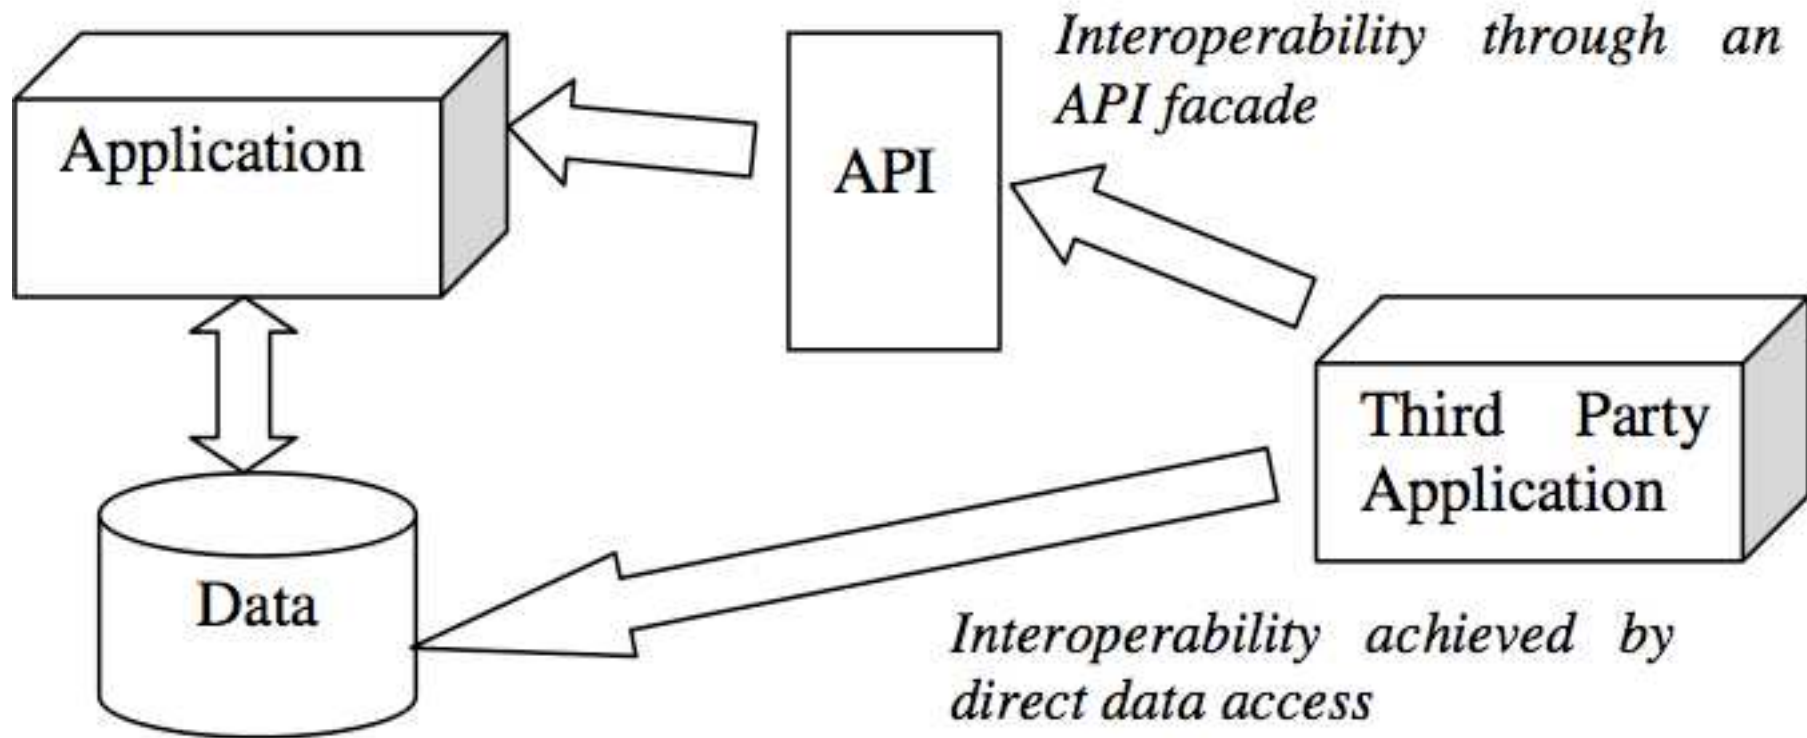 Interoperability through an
API facade
Application
API
Third Party
Application
Data
Interoperability achieved by
direct data access